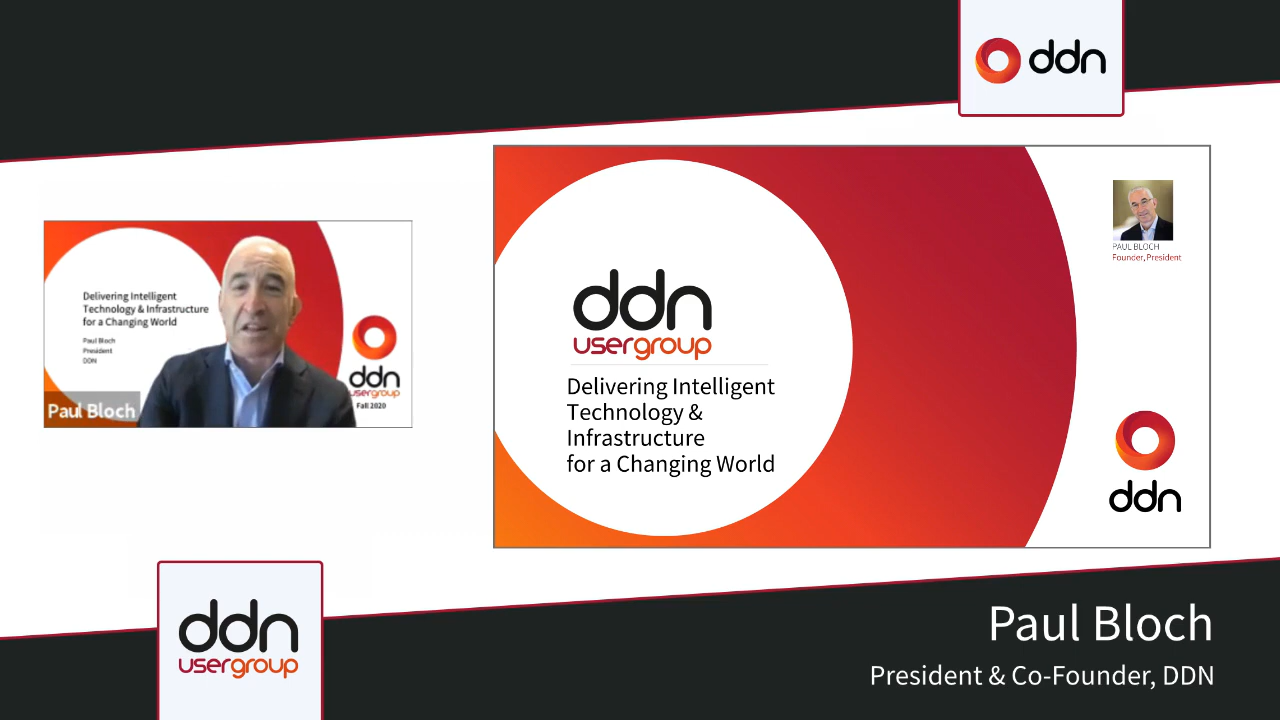 ddn
Delivering Intelligent
Technology & Infrastructure
for a Changing World
Paul Bloch
President
DDN
ddn
usergroup
Fall 2020
Paul Bloch
ddn
usergroup
Delivering Intelligent
Technology &
Infrastructure
for a Changing World
PAUL BLOCH
Founder, President
ddn
ddn
usergroup
Paul Bloch
President & Co-Founder, DDN